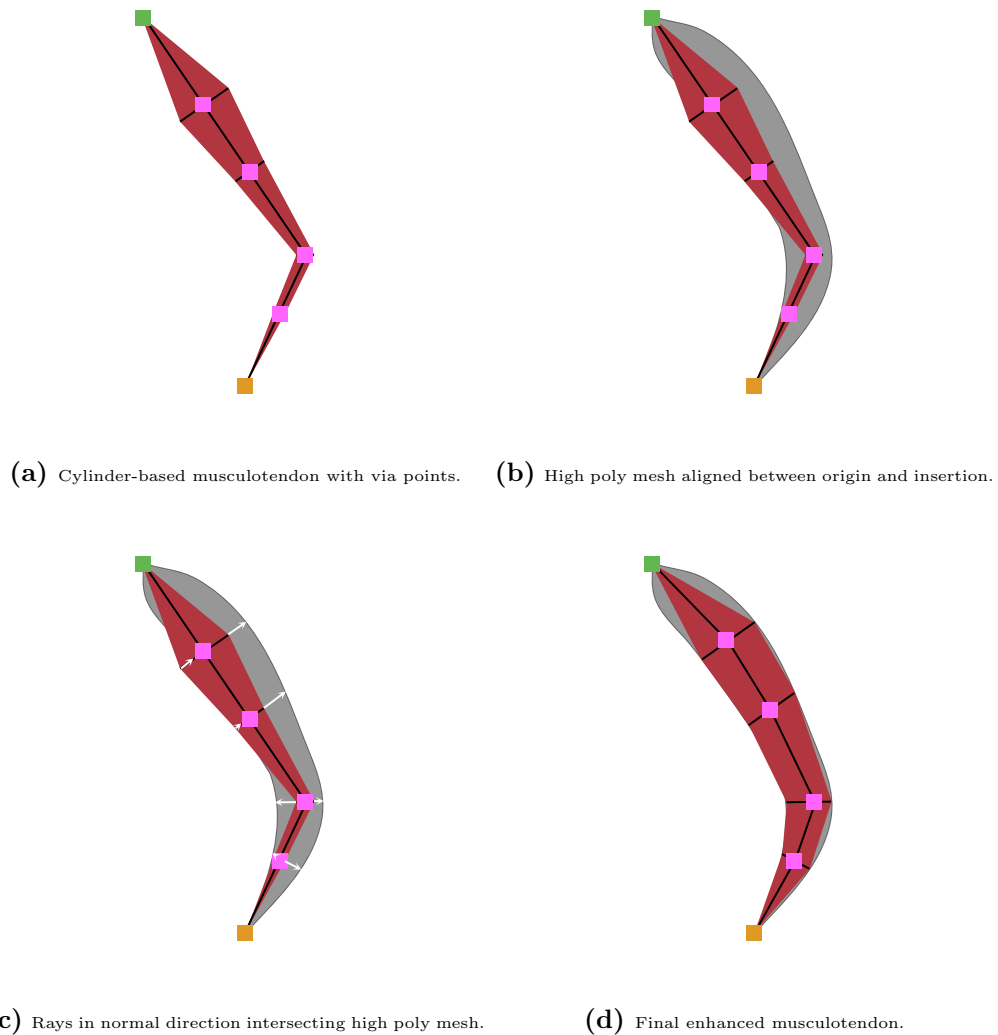 (a) Cylinder-based musculotendon with via points.
(b) High poly mesh aligned between origin and insertion.
c) Rays in normal direction intersecting high poly mesh.
(d) Final enhanced musculotendon.